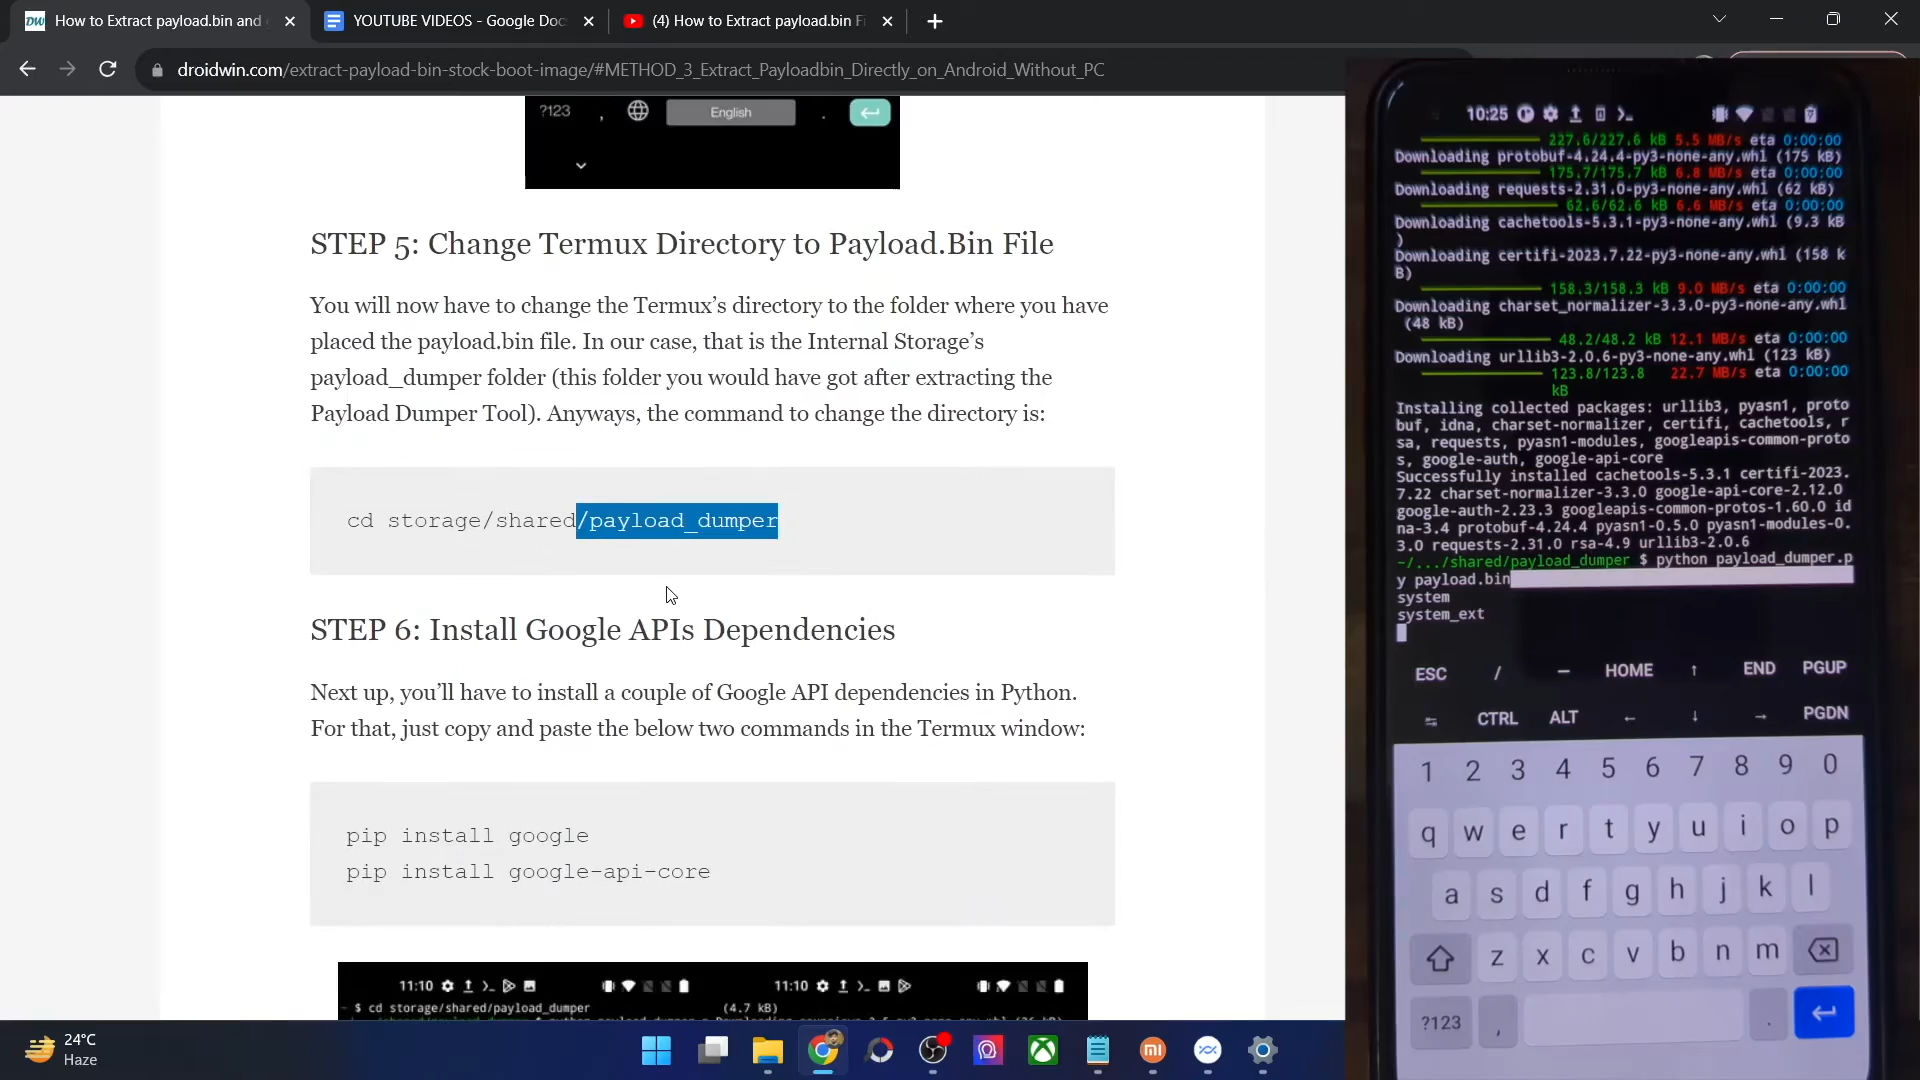 How to Extract payload.bin and
YOUTUBE VIDEOS - Google Doc
(4) How to Extract payload.bin Fi
droidwin.com/extract-payload-bin-stock-boot-image/#METHOD_3_Extract_Payloadbin_Directly_on_Android_Without_PC
?123 , English .
STEP 5: Change Termux Directory to Payload.Bin File
You will now have to change the Termux’s directory to the folder where you have
placed the payload.bin file. In our case, that is the Internal Storage’s
payload_dumper folder (this folder you would have got after extracting the
Payload Dumper Tool). Anyways, the command to change the directory is:
cd storage/shared/payload_dumper
STEP 6: Install Google APIs Dependencies
Next up, you’ll have to install a couple of Google API dependencies in Python.
For that, just copy and paste the below two commands in the Termux window:
pip install google
pip install google-api-core
11:10
11:10
$ cd storage/shared/payload_dumper
(4.7 kB)
10:25
227.6/227.6 kB 5.5 MB/s eta 0:00:00
Downloading protobuf-4.24.4-py3-none-any.whl (175 kB)
175.7/175.7 kB 6.8 MB/s eta 0:00:00
Downloading requests-2.31.0-py3-none-any.whl (62 kB)
62.6/62.6 kB 6.6 MB/s eta 0:00:00
Downloading cachetools-5.3.1-py3-none-any.whl (9.3 kB
)
Downloading certifi-2023.7.22-py3-none-any.whl (158 k
B)
158.3/158.3 kB 9.0 MB/s eta 0:00:00
Downloading charset_normalizer-3.3.0-py3-none-any.whl
(48 kB)
48.2/48.2 kB 12.1 MB/s eta 0:00:00
Downloading urllib3-2.0.6-py3-none-any.whl (123 kB)
123.8/123.8 22.7 MB/s eta 0:00:00
kB
Installing collected packages: urllib3, pyasn1, proto
buf, idna, charset-normalizer, certifi, cachetools, r
sa, requests, pyasn1-modules, googleapis-common-proto
s, google-auth, google-api-core
Successfully installed cachetools-5.3.1 certifi-2023.
7.22 charset-normalizer-3.3.0 google-api-core-2.12.0
google-auth-2.23.3 googleapis-common-protos-1.60.0 id
na-3.4 protobuf-4.24.4 pyasn1-0.5.0 pyasn1-modules-0.
3.0 requests-2.31.0 rsa-4.9 urllib3-2.0.6
~/.../shared/payload_dumper $ python payload_dumper.p
y payload.bin
system
system_ext
ESC / — HOME ↑ END PGUP
⇆ CTRL ALT ← ↓ → PGDN
1 2 3 4 5 6 7 8 9 0
q w e r t y u i o p
a s d f g h j k l
z x c v b n m
?123 , .
24°C
Haze